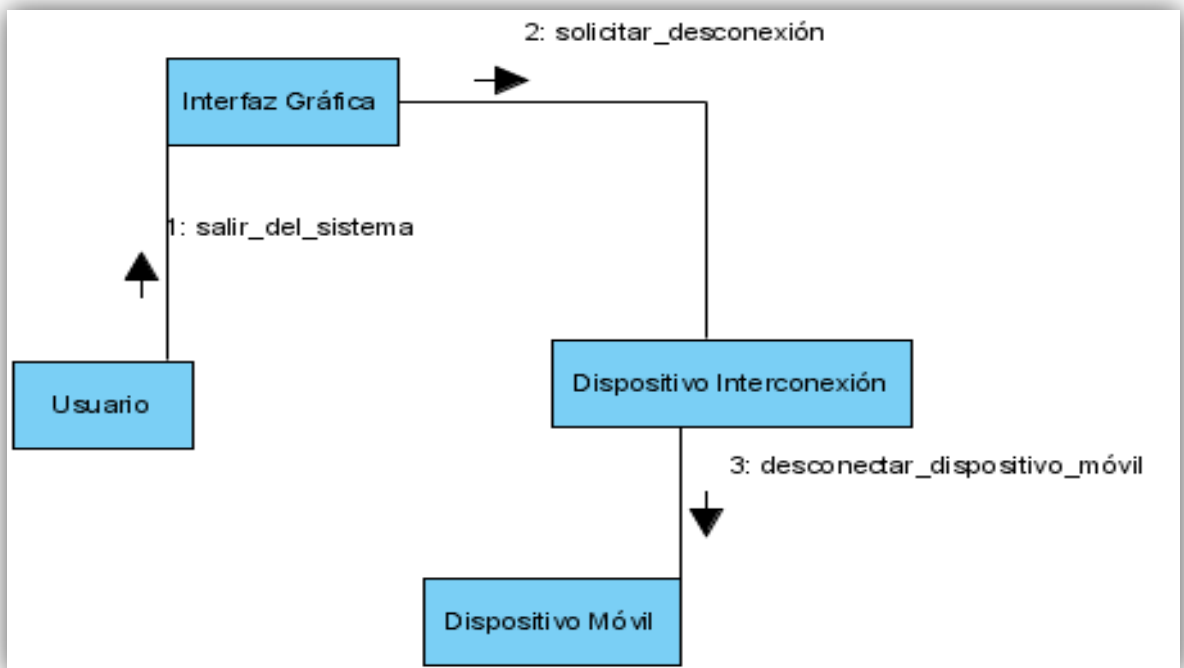 2: solicitar_desconexión
Interfaz Gráfica
1: salir_del_sistema
Dispositivo Interconexión
Usuario
3: desconectar_dispositivo_móvil
Dispositivo Móvil